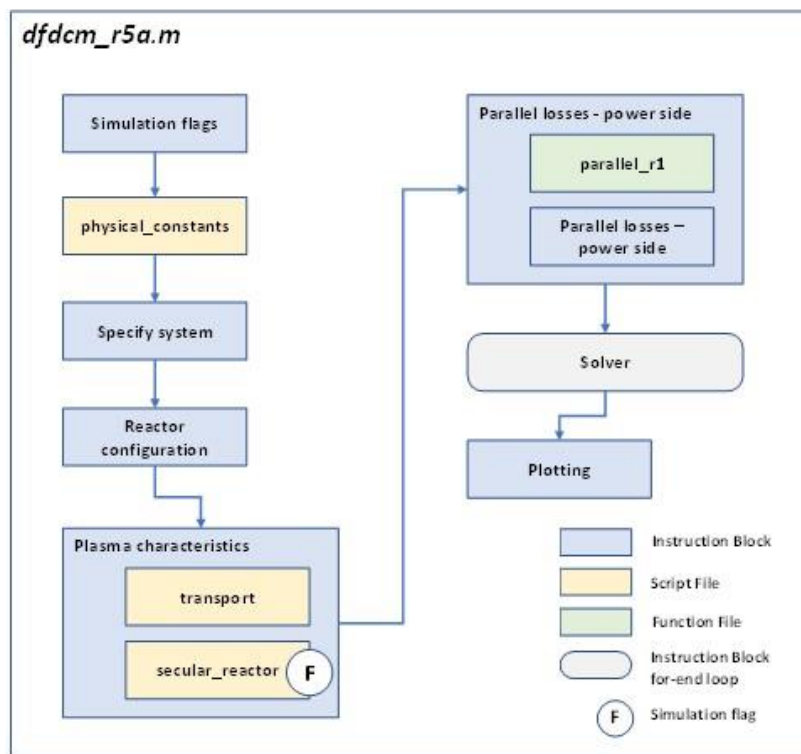 dfdcm_r5a.m
Simulation flags
physical_constants
Specify system
Reactor
configuration
Plasma characteristics
transport
secular_reactor
F
Parallel losses - power side
parallel_r1
Parallel losses –
power side
Solver
Plotting
Instruction Block
Script File
Function File
Instruction Block
for-end loop
F
Simulation flag